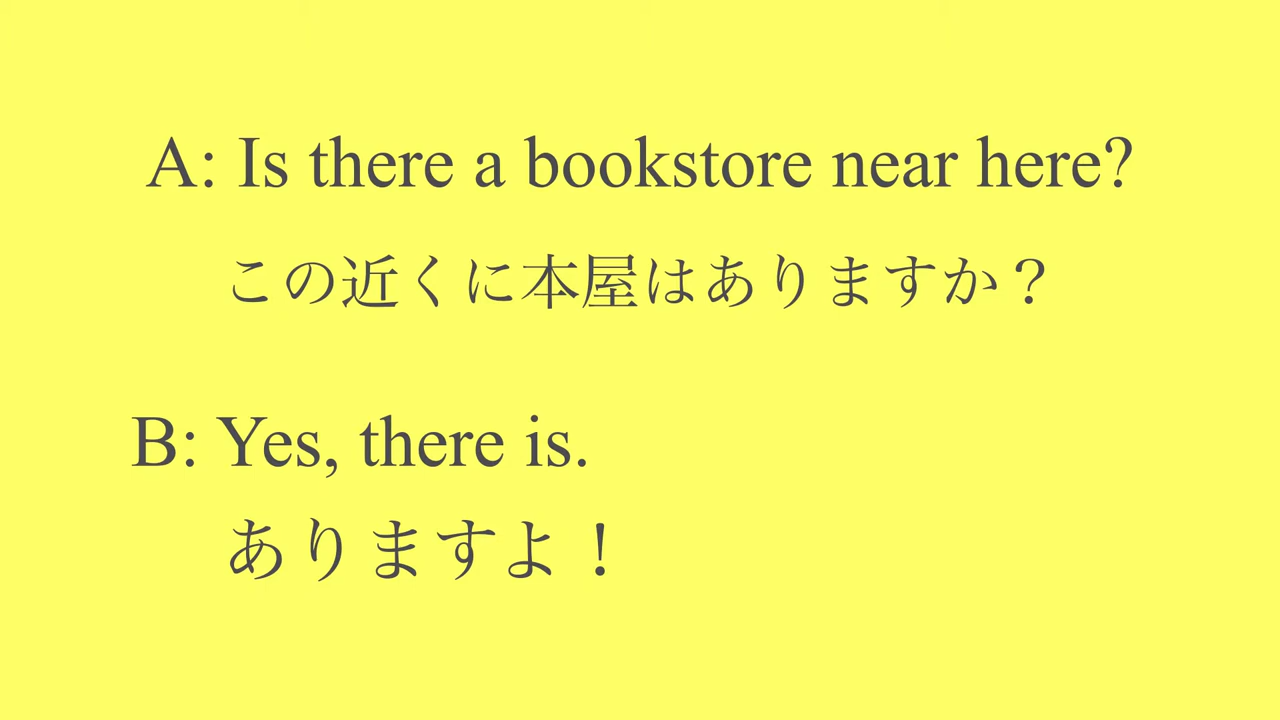 A: Is there a bookstore near here?
この近くに本屋はありますか？
B: Yes, there is.
ありますよ！